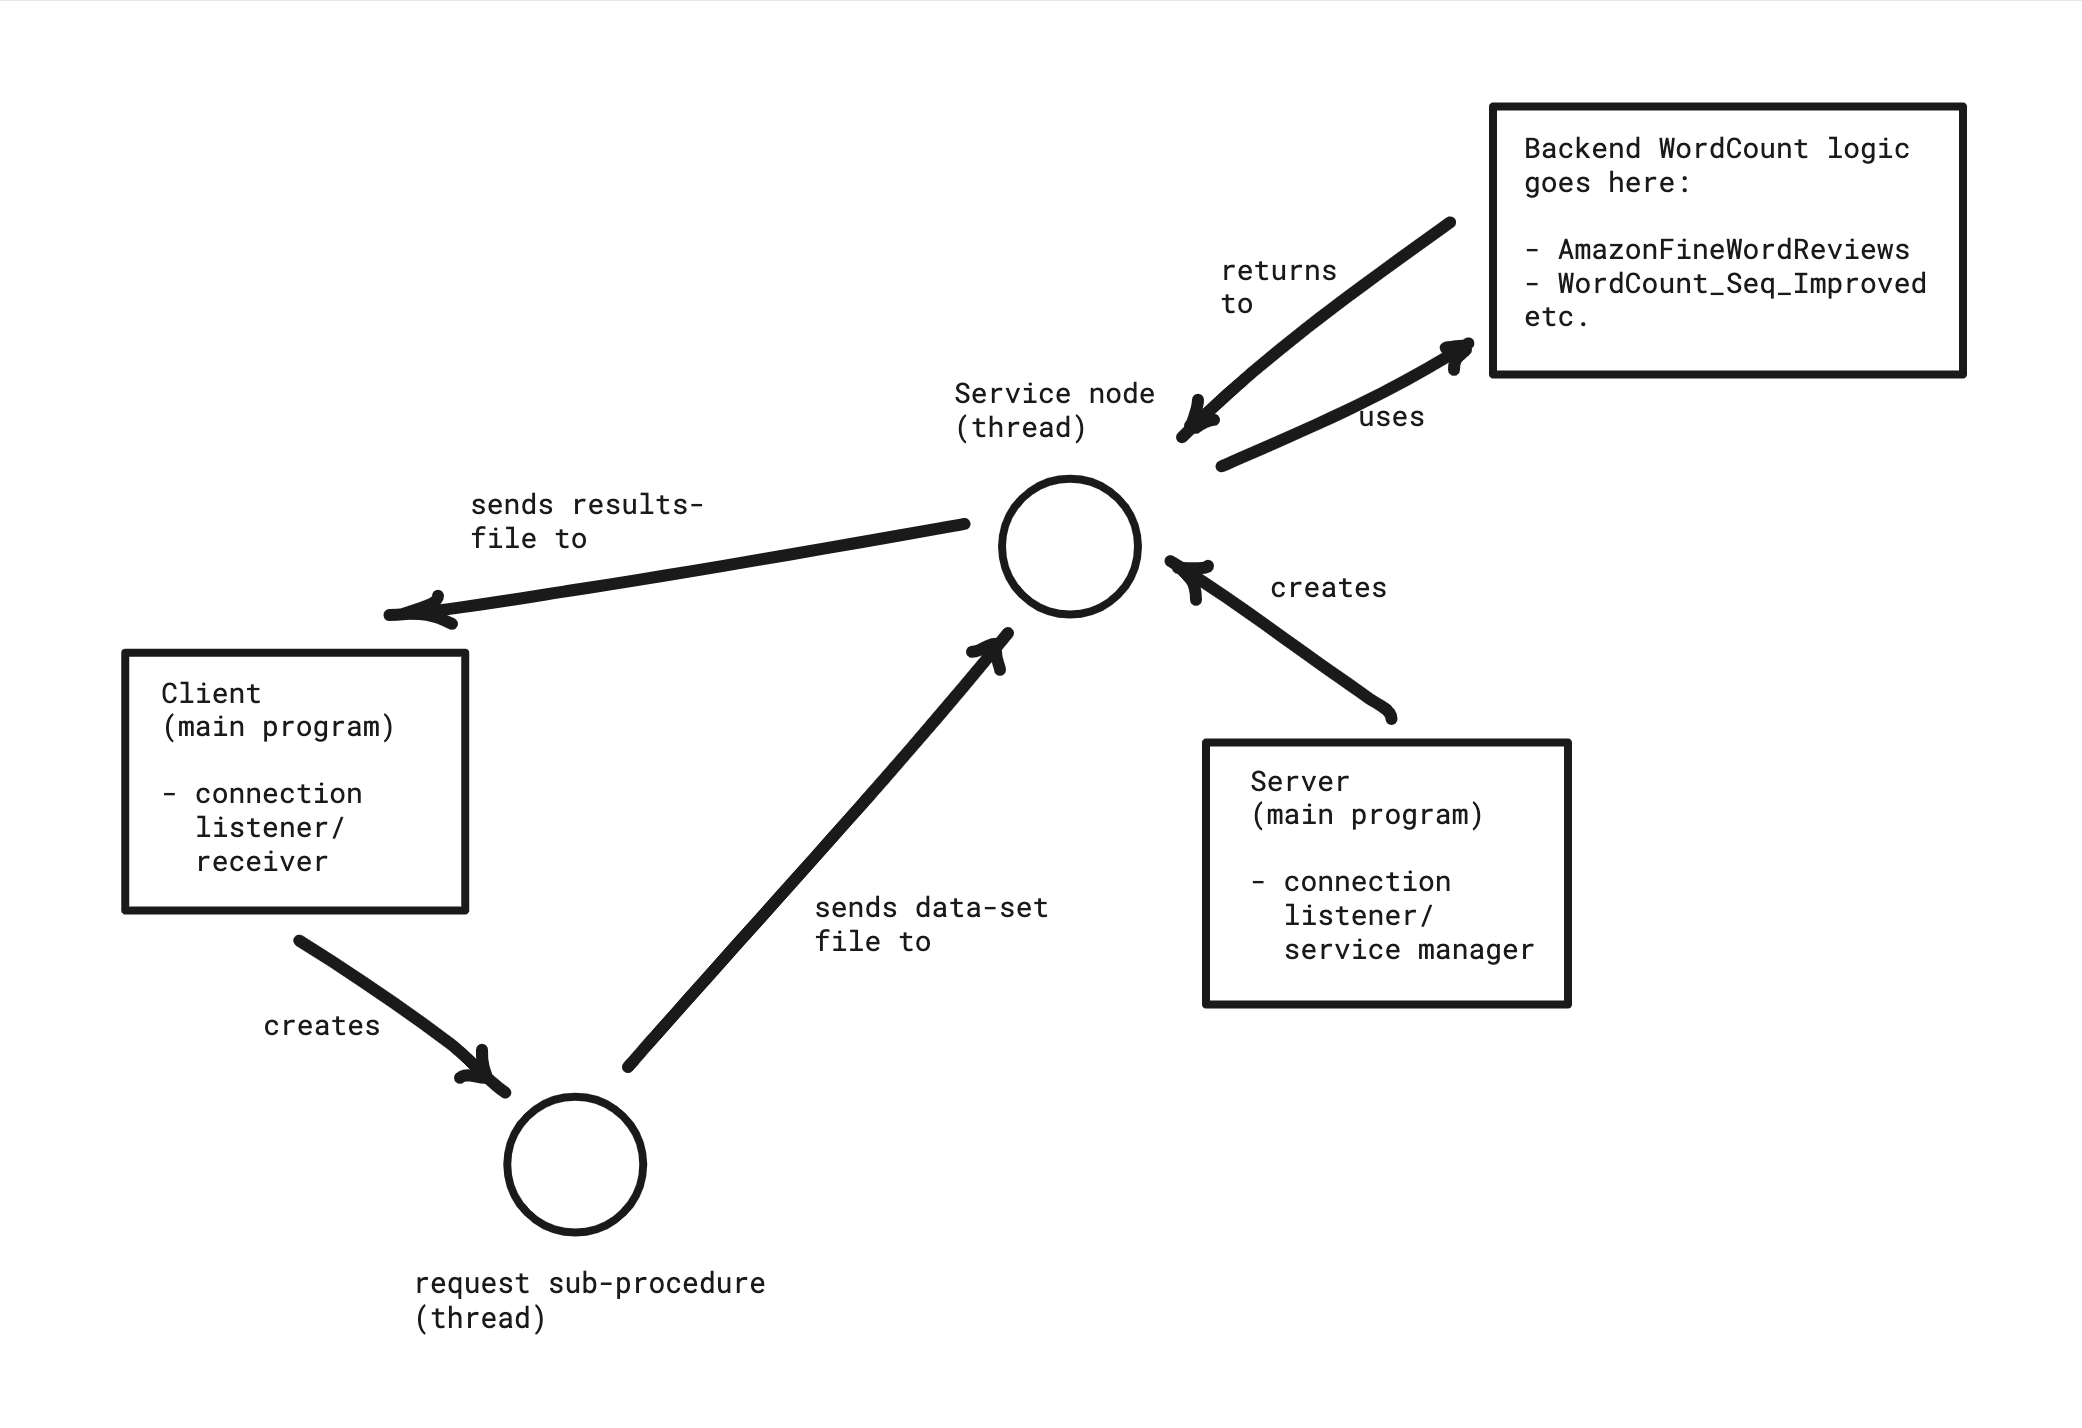 Backend WordCount logic
goes here:
- AmazonFineWordReviews
- WordCount_Seq_Improved
etc.
returns
to
uses
Service node
(thread)
sends results-
file to
creates
Client
(main program)
- connection
listener/
receiver
Server
(main program)
- connection
listener/
service manager
sends data-set
file to
creates
request sub-procedure
(thread)